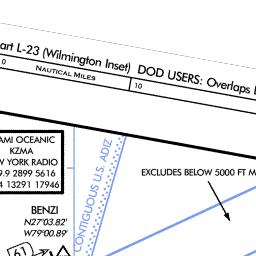 art L-23 (Wilmington Inset) DOD USERS: Overlaps
0 NAUTICAL MILES 10
AMI OCEANIC
KZMA
W YORK RADIO
9.9 2899 5616
4 13291 17946
CONTIGUOUS U.S. ADIZ
EXCLUDES BELOW 5000 FT M
BENZI
N27°03.82'
W79°00.89'
61